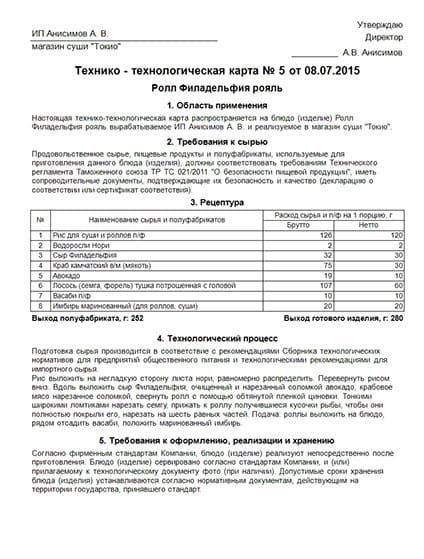 Утверждаю
ИП Анисимов А. В.
Директор
магазин суши "Токио"
А.В. Анисимов
Технико - технологическая карта № 5 от 08.07.2015
Ролл Филадельфия рояль
1. Область применения
Настоящая технико-технологическая карта распространяется на блюдо (изделие) Ролл
Филадельфия рояль вырабатываемое ИП Анисимов А. В. и реализуемое в магазин суши "Токио".
2. Требования к сырью
Продовольственное сырье, пищевые продукты и полуфабрикаты, используемые для
приготовления данного блюда (изделия), должны соответствовать требованиям Технического
регламента Таможенного союза ТР ТС 021/2011 "О безопасности пищевой продукции", иметь
сопроводительные документы, подтверждающие их безопасность и качество (декларацию о
соответствии или сертификат соответствия).
3. Рецептура
№ Наименование сырья и полуфабрикатов Расход сырья и п/ф на 1 порцию, г
Брутто Нетто
1 Рис для суши и роллов п/ф 126 120
2 Водоросли Нори 2 2
3 Сыр Филадельфия 32 30
4 Краб камчатский в/м (мякоть) 75 30
5 Авокадо 19 10
6 Лосось (семга, форель) тушка потрошенная с головой 107 60
7 Васаби п/ф 10 10
8 Имбирь маринованный (для роллов, суши) 20 20
Выход полуфабриката, г: 252 Выход готового изделия, г: 280
4. Технологический процесс
Подготовка сырья производится в соответствие с рекомендациями Сборника технологических
нормативов для предприятий общественного питания и технологическими рекомендациями для
импортного сырья.
Рис выложить на негладкую сторону листа нори, равномерно распределить. Перевернуть рисом
вниз. Вдоль выложить сыр Филадельфия, очищенный и нарезанный соломкой авокадо, крабовое
мясо нарезанное соломкой, свернуть ролл с помощью обтянутой пленкой циновки. Тонкими
широкими ломтиками нарезать семгу, прижать к роллу получившиеся кусочки рыбы, чтобы они
полностью покрыли его, нарезать на шесть равных частей. Подача: роллы выложить на блюдо,
рядом отсадить васаби, положить маринованный имбирь.
5. Требования к оформлению, реализации и хранению
Согласно фирменным стандартам Компании, блюдо (изделие) реализуют непосредственно после
приготовления. Блюдо (изделие) сервировано согласно стандартам Компании, и (или)
прилагаемому к технологическому документу фото (при наличии). Допустимые сроки хранения
блюда (изделия) устанавливаются согласно нормативным документам, действующим на
территории государства, принявшего стандарт.